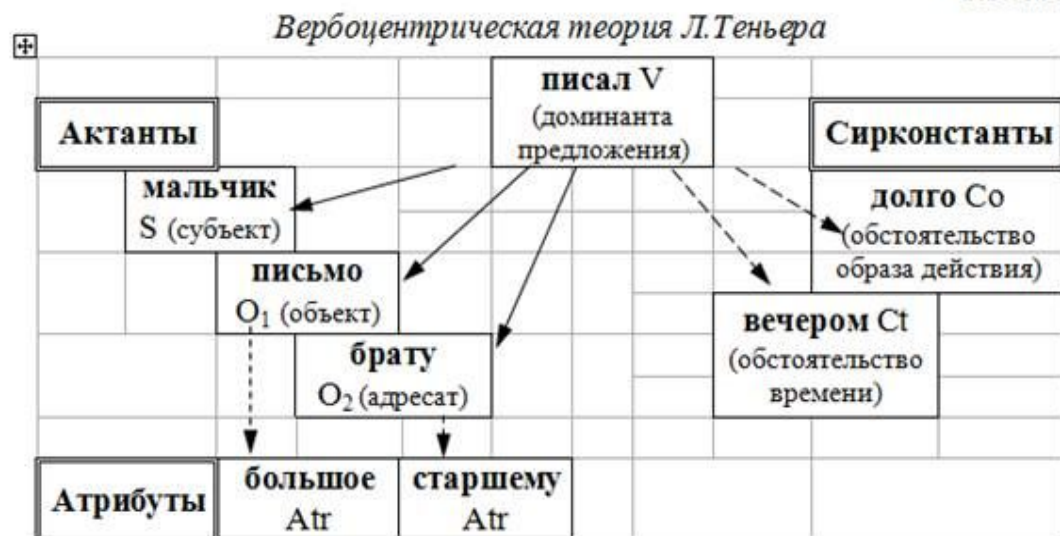 Вербоцентрическая теория Л.Теньера
писал V
(доминанта
предложения)
Актанты
Сирконстанты
мальчик
S (субъект)
долго Co
(обстоятельство
образа действия)
письмо
O₁ (объект)
вечером Ct
(обстоятельство
времени)
брату
O₂ (адресат)
Атрибуты
большое
Atr
старшему
Atr